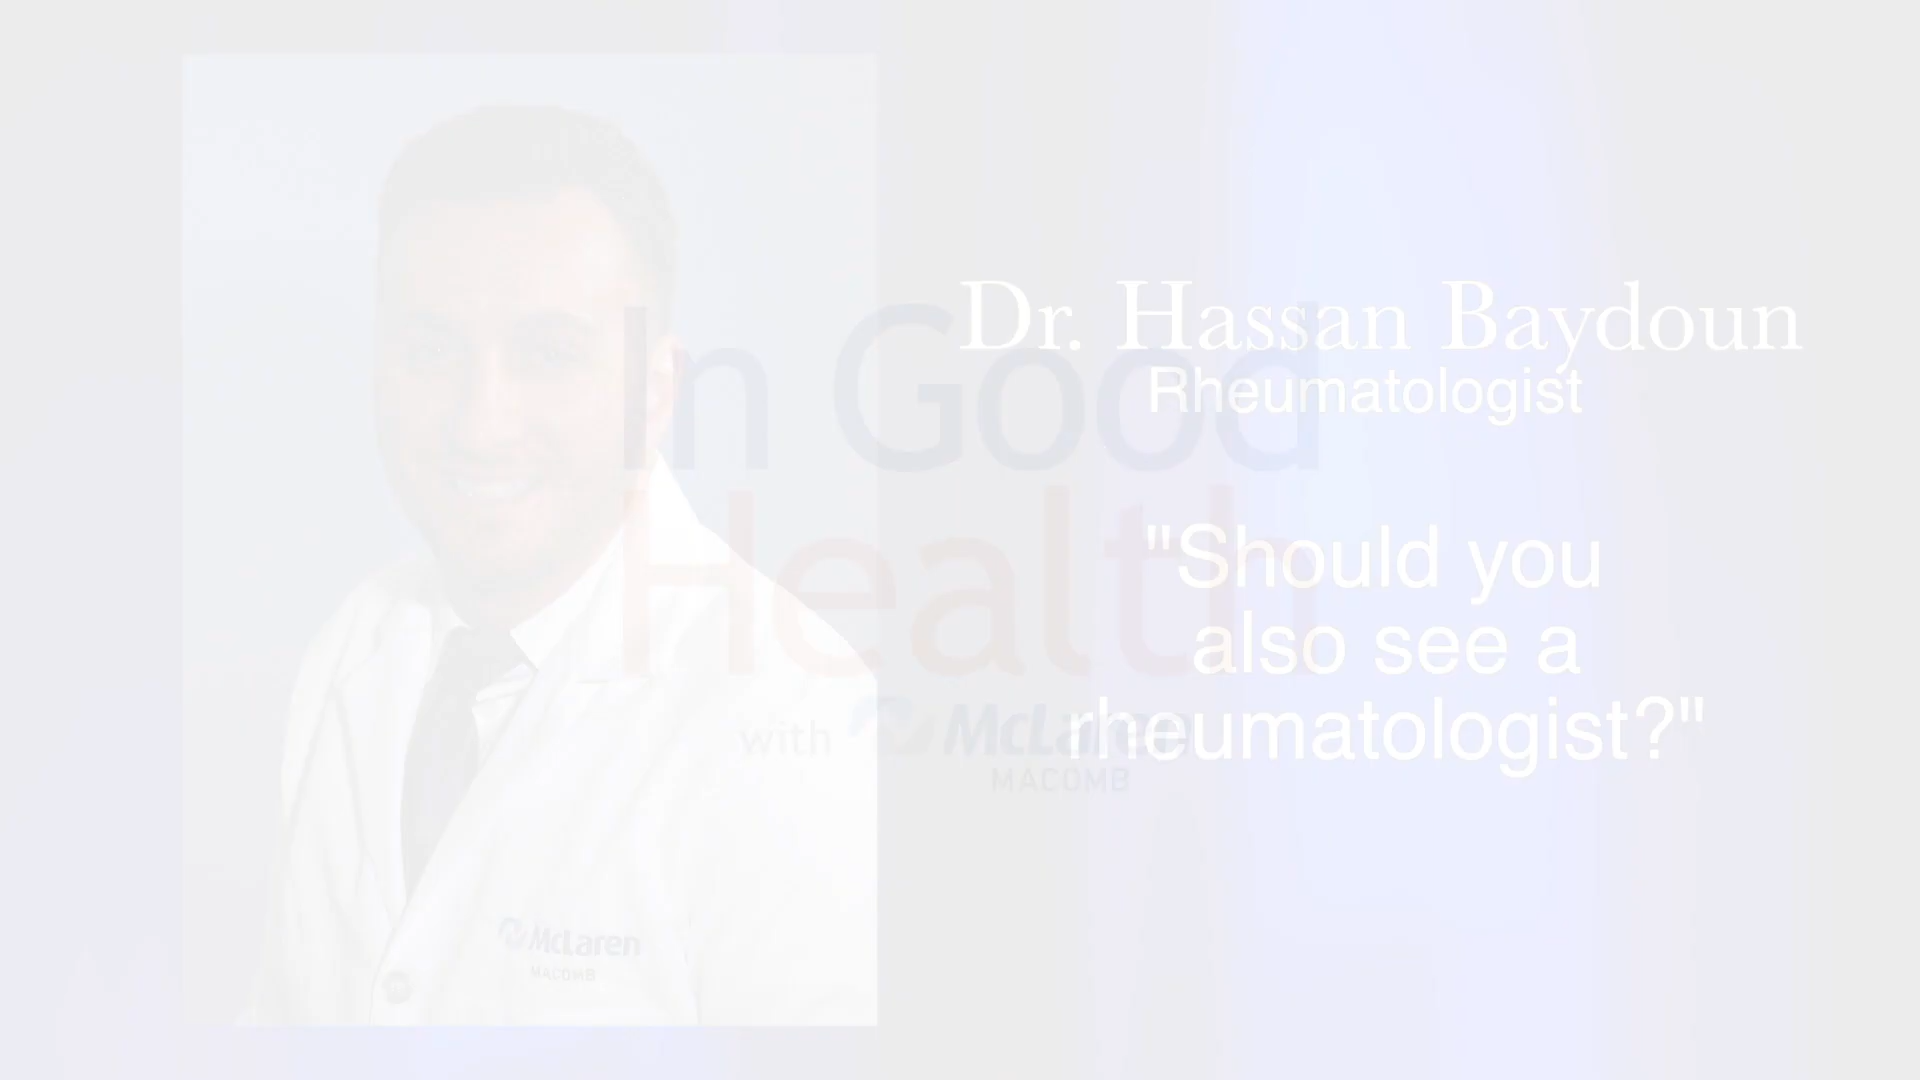 Dr. Hassan Baydoun
Rheumatologist
"Should you
also see a
rheumatologist?"
In Good
Health
with McLaren
MACOMB
McLaren
MACOMB